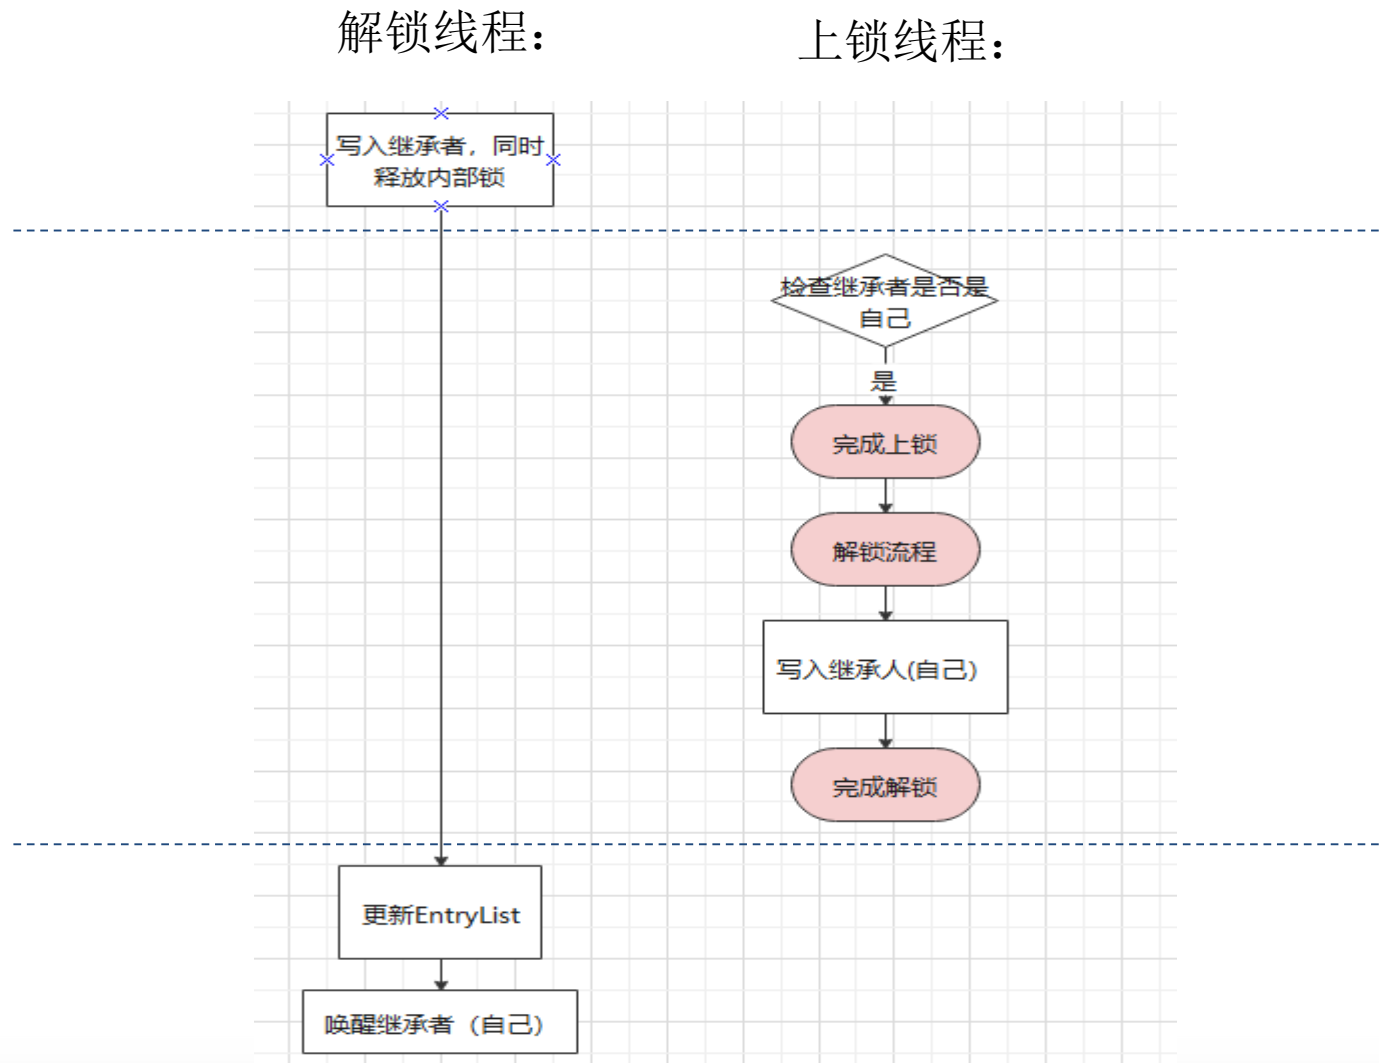 解锁线程：
上锁线程：
写入继承者，同时
释放内部锁
检查继承者是否是
自己
是
完成上锁
解锁流程
写入继承人(自己)
完成解锁
更新EntryList
唤醒继承者（自己）